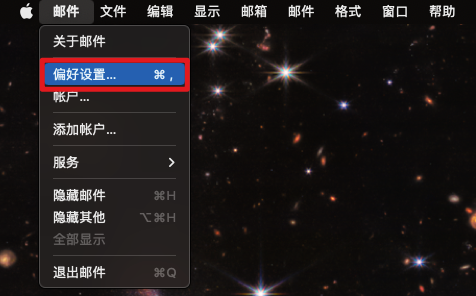 邮件 文件 编辑 显示 邮箱 邮件 格式 窗口 帮助
关于邮件
偏好设置... ⌘ ,
帐户...
添加帐户...
服务
隐藏邮件 ⌘H
隐藏其他 ⌥⌘H
全部显示
退出邮件 ⌘Q